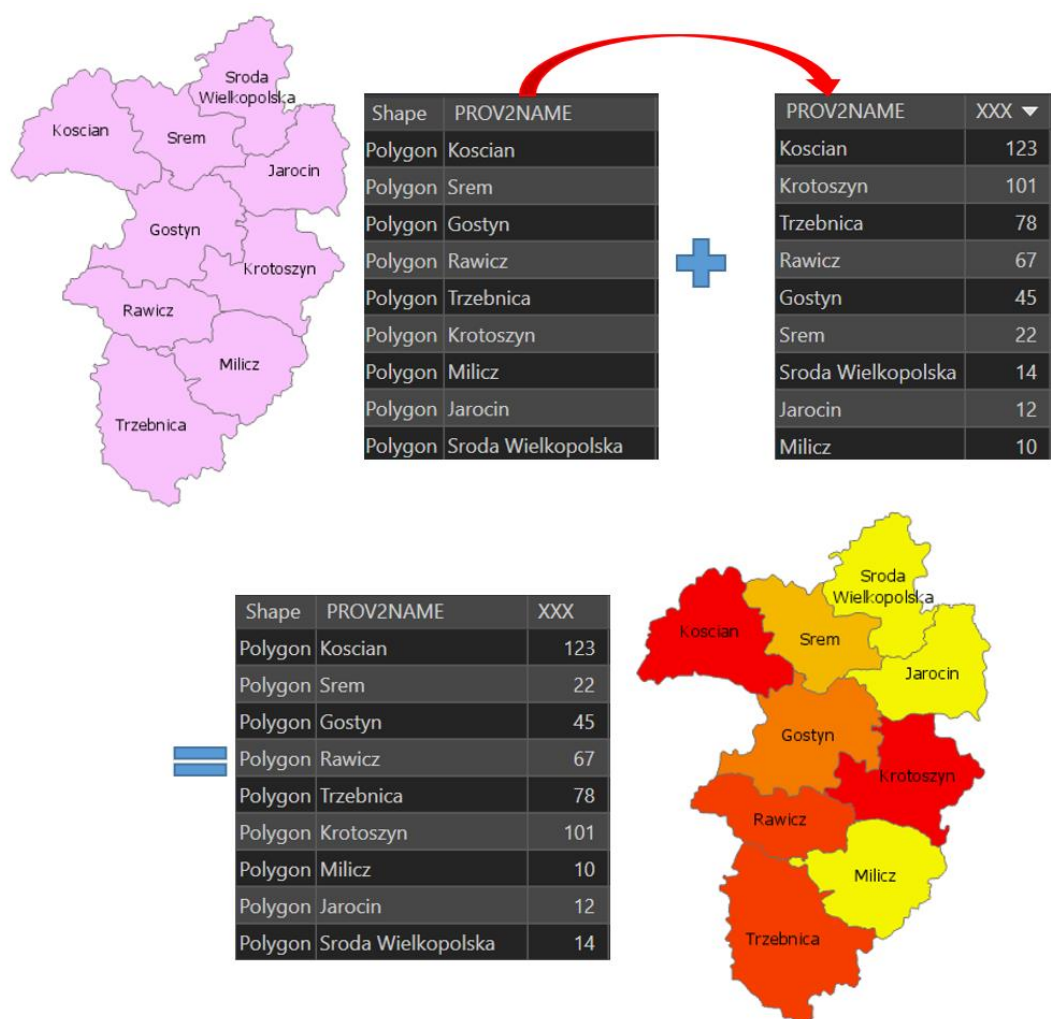 Sroda
Wielkopolska
Koscian
Srem
Jarocin
Gostyn
Krotoszyn
Rawicz
Milicz
Trzebnica
Shape PROV2NAME
Polygon Koscian
Polygon Srem
Polygon Gostyn
Polygon Rawicz
Polygon Trzebnica
Polygon Krotoszyn
Polygon Milicz
Polygon Jarocin
Polygon Sroda Wielkopolska
PROV2NAME XXX
Koscian 123
Krotoszyn 101
Trzebnica 78
Rawicz 67
Gostyn 45
Srem 22
Sroda Wielkopolska 14
Jarocin 12
Milicz 10
Shape PROV2NAME XXX
Polygon Koscian 123
Polygon Srem 22
Polygon Gostyn 45
Polygon Rawicz 67
Polygon Trzebnica 78
Polygon Krotoszyn 101
Polygon Milicz 10
Polygon Jarocin 12
Polygon Sroda Wielkopolska 14
Sroda
Wielkopolska
Koscian
Srem
Jarocin
Gostyn
Krotoszyn
Rawicz
Milicz
Trzebnica